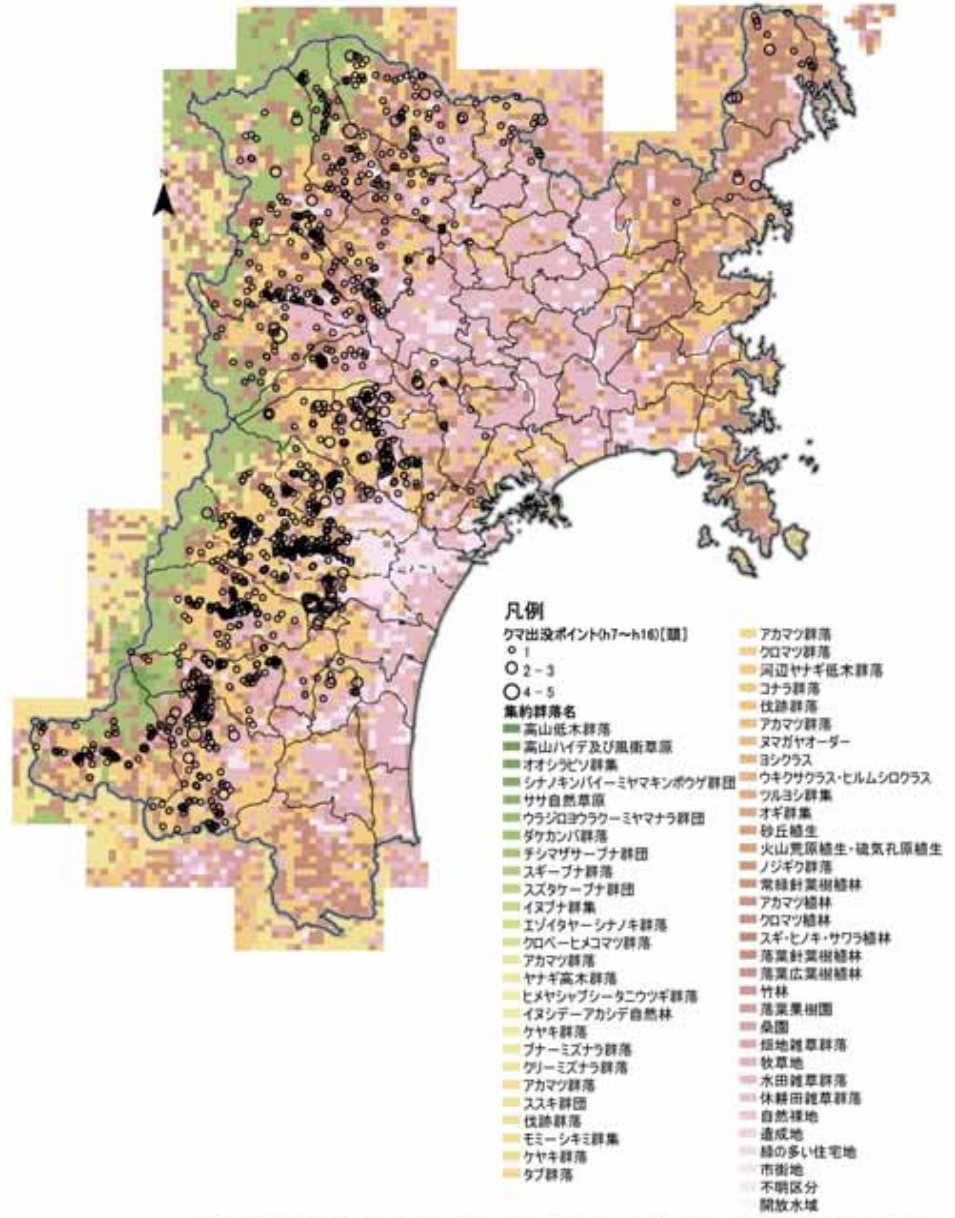 凡例
クマ出没ポイント(h7～h16)[頭]
1
2 - 3
4 - 5
集約群落名
高山低木群落
高山ハイデ及び風衝草原
オオシラビソ群集
シナノキンバイーミヤマキンポウゲ群団
ササ自然草原
ウラジロヨウラクーミヤマナラ群団
ダケカンバ群落
チシマザサーブナ群団
スギーブナ群落
スズタケーブナ群団
イヌブナ群集
エゾイタヤーシナノキ群落
クロベーヒメコマツ群落
アカマツ群落
ヤナギ高木群落
ヒメヤシャブシータニウツギ群落
イヌシデーアカシデ自然林
ケヤキ群落
ブナーミズナラ群落
クリーミズナラ群落
アカマツ群落
ススキ群団
伐跡群落
モミーシキミ群集
ケヤキ群落
タブ群落
アカマツ群落
クロマツ群落
河辺ヤナギ低木群落
コナラ群落
伐跡群落
アカマツ群落
ヌマガヤオーダー
ヨシクラス
ウキクサクラス・ヒルムシロクラス
ツルヨシ群集
オギ群集
砂丘植生
火山荒原植生・硫気孔原植生
ノジギク群落
常緑針葉樹植林
アカマツ植林
クロマツ植林
スギ・ヒノキ・サワラ植林
落葉針葉樹植林
落葉広葉樹植林
竹林
落葉果樹園
桑園
畑地雑草群落
牧草地
水田雑草群落
休耕田雑草群落
自然裸地
造成地
緑の多い住宅地
市街地
不明区分
開放水域